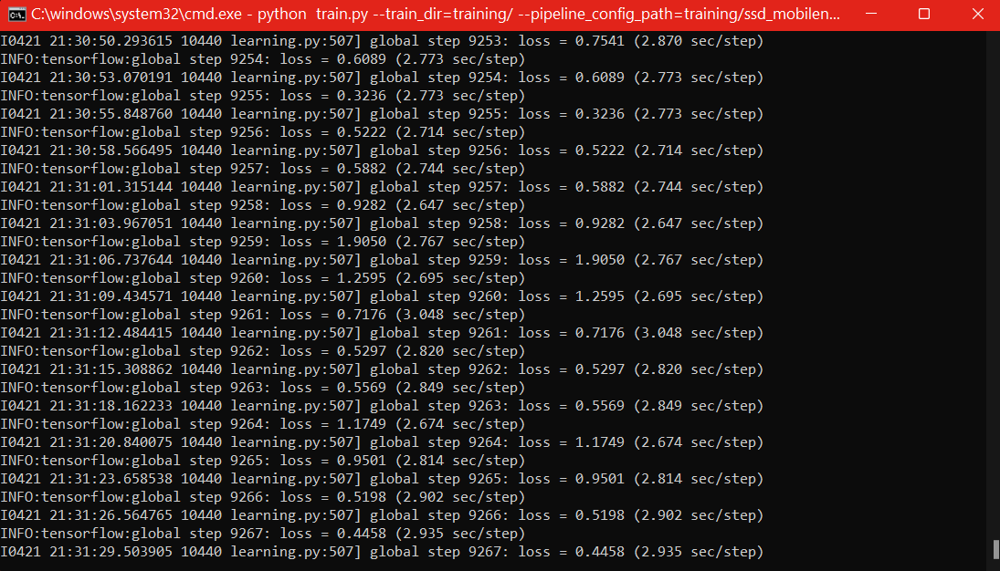 C:\windows\system32\cmd.exe - python  train.py --train_dir=training/ --pipeline_config_path=training/ssd_mobilen...
I0421 21:30:50.293615 10440 learning.py:507] global step 9253: loss = 0.7541 (2.870 sec/step)
INFO:tensorflow:global step 9254: loss = 0.6089 (2.773 sec/step)
I0421 21:30:53.070191 10440 learning.py:507] global step 9254: loss = 0.6089 (2.773 sec/step)
INFO:tensorflow:global step 9255: loss = 0.3236 (2.773 sec/step)
I0421 21:30:55.848760 10440 learning.py:507] global step 9255: loss = 0.3236 (2.773 sec/step)
INFO:tensorflow:global step 9256: loss = 0.5222 (2.714 sec/step)
I0421 21:30:58.566495 10440 learning.py:507] global step 9256: loss = 0.5222 (2.714 sec/step)
INFO:tensorflow:global step 9257: loss = 0.5882 (2.744 sec/step)
I0421 21:31:01.315144 10440 learning.py:507] global step 9257: loss = 0.5882 (2.744 sec/step)
INFO:tensorflow:global step 9258: loss = 0.9282 (2.647 sec/step)
I0421 21:31:03.967051 10440 learning.py:507] global step 9258: loss = 0.9282 (2.647 sec/step)
INFO:tensorflow:global step 9259: loss = 1.9050 (2.767 sec/step)
I0421 21:31:06.737644 10440 learning.py:507] global step 9259: loss = 1.9050 (2.767 sec/step)
INFO:tensorflow:global step 9260: loss = 1.2595 (2.695 sec/step)
I0421 21:31:09.434571 10440 learning.py:507] global step 9260: loss = 1.2595 (2.695 sec/step)
INFO:tensorflow:global step 9261: loss = 0.7176 (3.048 sec/step)
I0421 21:31:12.484415 10440 learning.py:507] global step 9261: loss = 0.7176 (3.048 sec/step)
INFO:tensorflow:global step 9262: loss = 0.5297 (2.820 sec/step)
I0421 21:31:15.308862 10440 learning.py:507] global step 9262: loss = 0.5297 (2.820 sec/step)
INFO:tensorflow:global step 9263: loss = 0.5569 (2.849 sec/step)
I0421 21:31:18.162233 10440 learning.py:507] global step 9263: loss = 0.5569 (2.849 sec/step)
INFO:tensorflow:global step 9264: loss = 1.1749 (2.674 sec/step)
I0421 21:31:20.840075 10440 learning.py:507] global step 9264: loss = 1.1749 (2.674 sec/step)
INFO:tensorflow:global step 9265: loss = 0.9501 (2.814 sec/step)
I0421 21:31:23.658538 10440 learning.py:507] global step 9265: loss = 0.9501 (2.814 sec/step)
INFO:tensorflow:global step 9266: loss = 0.5198 (2.902 sec/step)
I0421 21:31:26.564765 10440 learning.py:507] global step 9266: loss = 0.5198 (2.902 sec/step)
INFO:tensorflow:global step 9267: loss = 0.4458 (2.935 sec/step)
I0421 21:31:29.503905 10440 learning.py:507] global step 9267: loss = 0.4458 (2.935 sec/step)